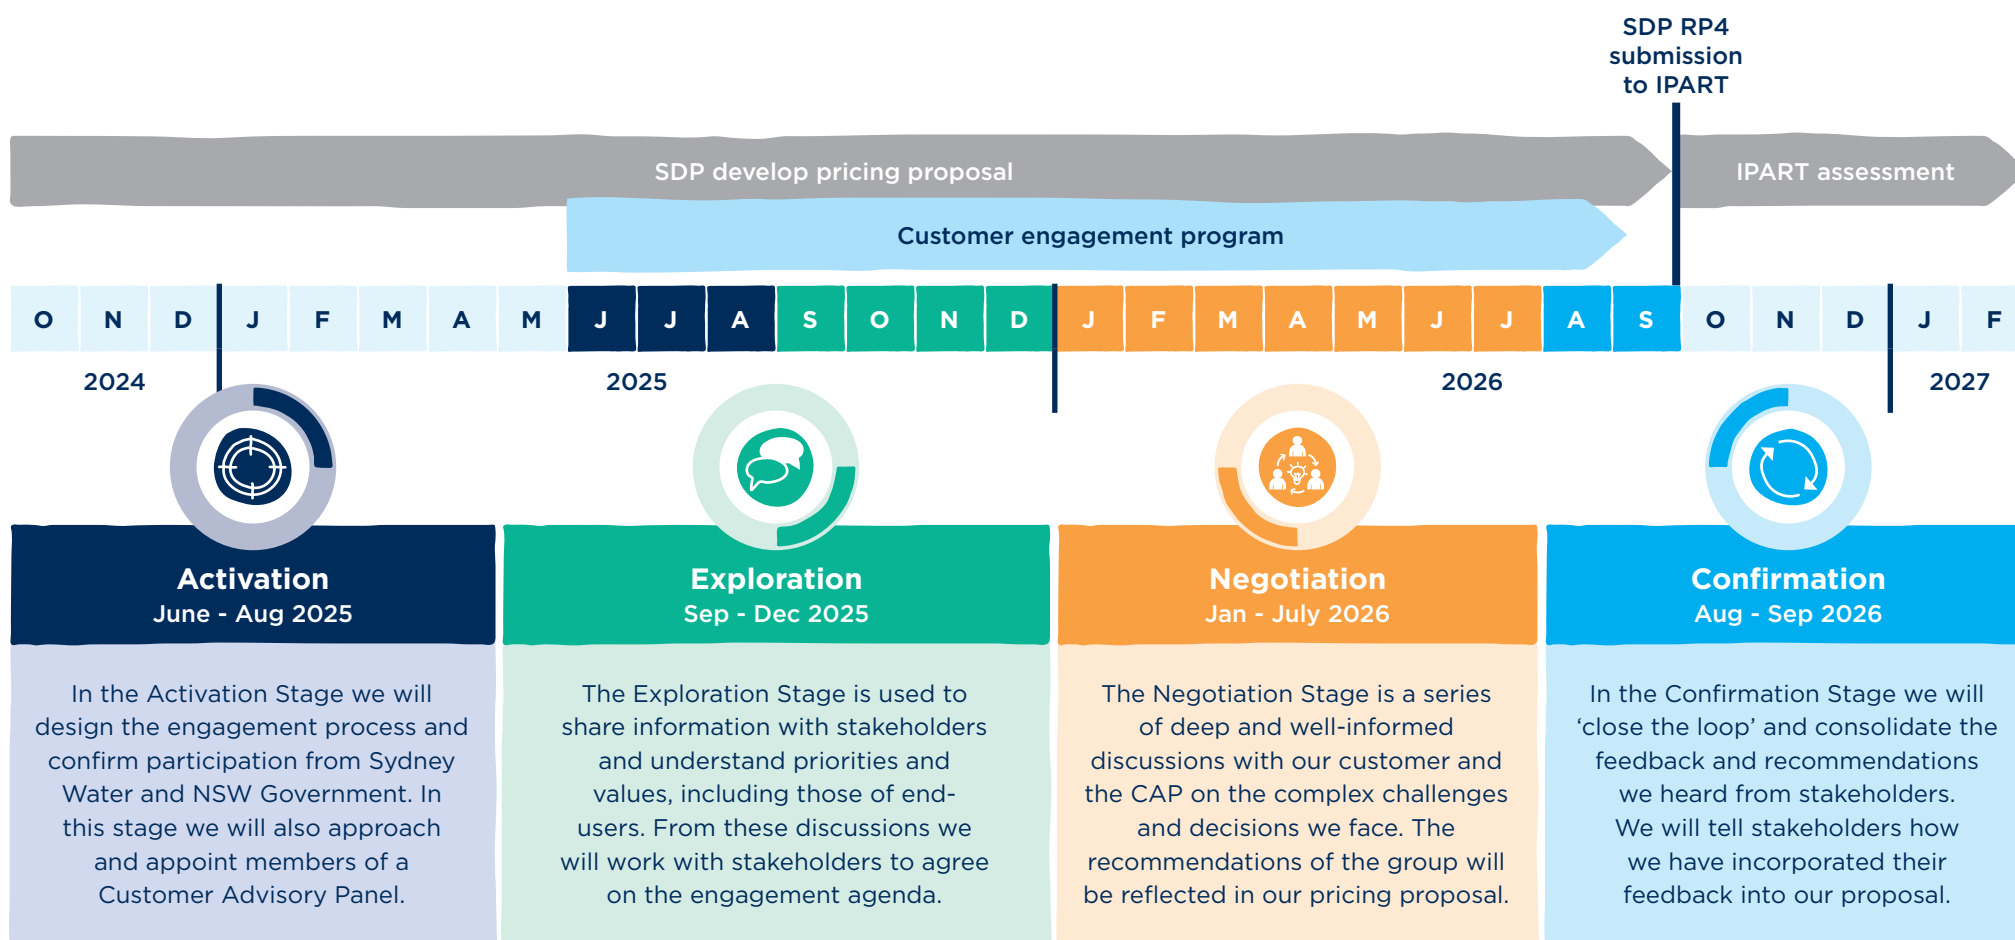 SDP RP4
submission
to IPART
SDP develop pricing proposal
IPART assessment
Customer engagement program
O N D J F M A M J J A S O N D J F M A M J J A S O N D J F
2024 2025 2026 2027
Activation
June - Aug 2025
In the Activation Stage we will
design the engagement process and
confirm participation from Sydney
Water and NSW Government. In
this stage we will also approach
and appoint members of a
Customer Advisory Panel.
Exploration
Sep - Dec 2025
The Exploration Stage is used to
share information with stakeholders
and understand priorities and
values, including those of end-
users. From these discussions we
will work with stakeholders to agree
on the engagement agenda.
Negotiation
Jan - July 2026
The Negotiation Stage is a series
of deep and well-informed
discussions with our customer and
the CAP on the complex challenges
and decisions we face. The
recommendations of the group will
be reflected in our pricing proposal.
Confirmation
Aug - Sep 2026
In the Confirmation Stage we will
‘close the loop’ and consolidate the
feedback and recommendations
we heard from stakeholders.
We will tell stakeholders how
we have incorporated their
feedback into our proposal.